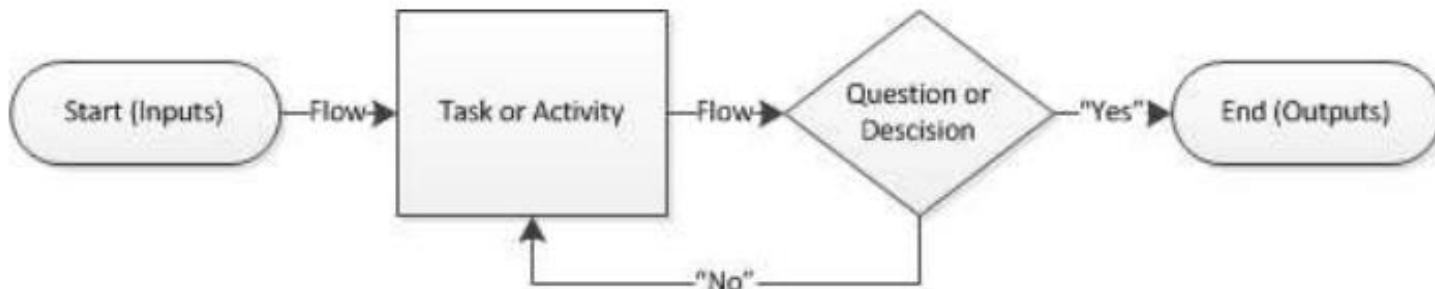 Start (Inputs)
Flow
Task or Activity
Flow
Question or
Descision
"Yes"
End (Outputs)
"No"